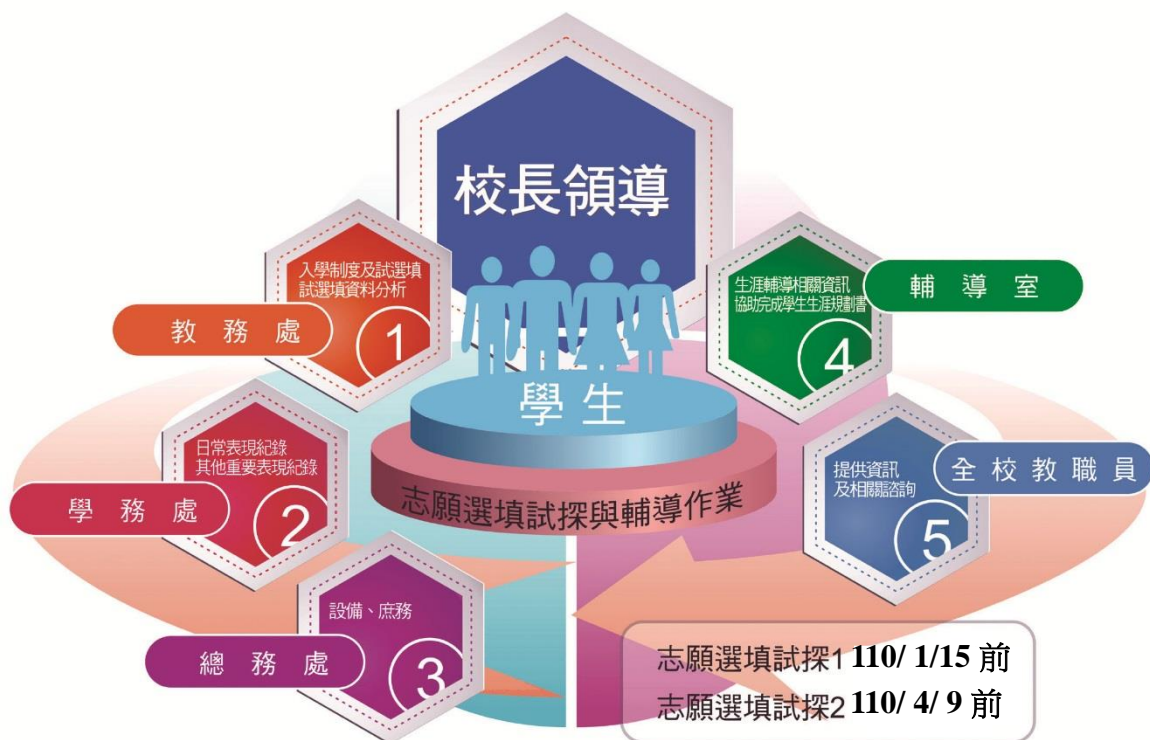 校長領導
入學制度及試選填
試選填資料分析
1
教務處
日常表現紀錄
其他重要表現紀錄
2
學務處
設備、庶務
3
總務處
生涯輔導相關資訊
協助完成學生生涯規劃書
4
輔導室
提供資訊
及相關諮詢
5
全校教職員
學生
志願選填試探與輔導作業
志願選填試探1 110/ 1/15 前
志願選填試探2 110/ 4/ 9 前